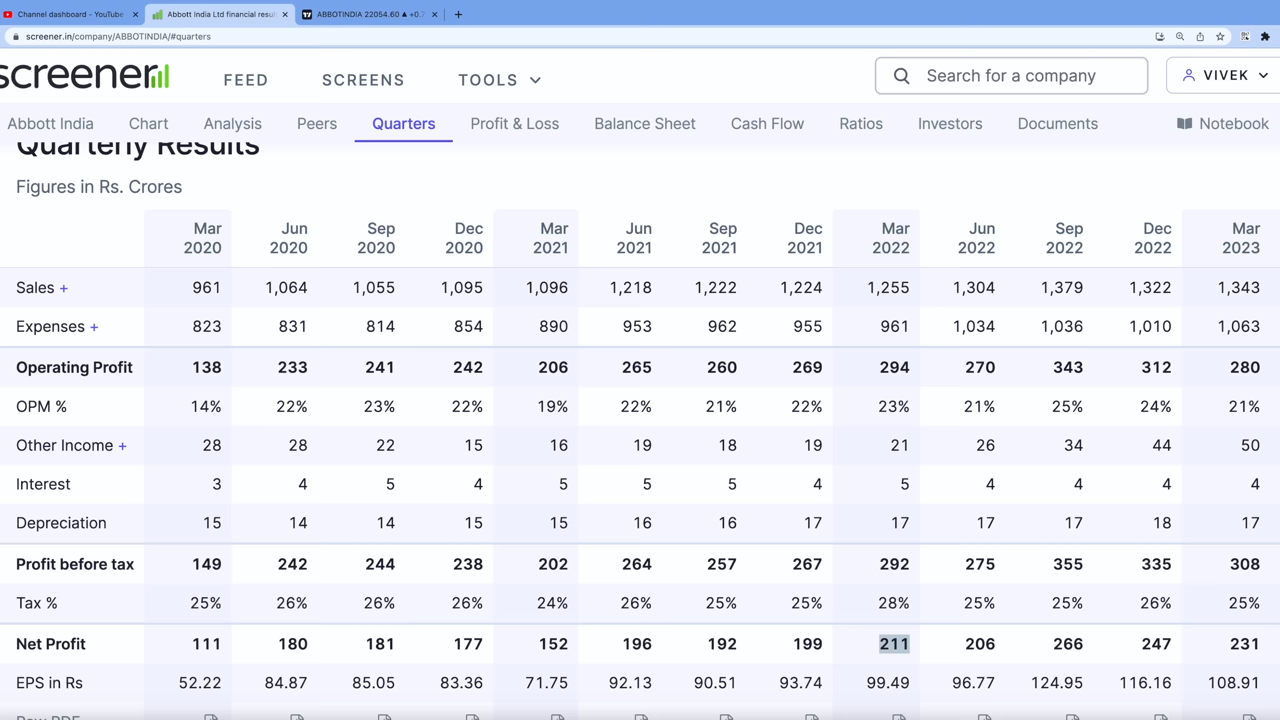 Channel dashboard - YouTube
Abbott India Ltd financial resul
ABBOTINDIA 22054.60 ▲ +0.7
screener.in/company/ABBOTINDIA/#quarters
screener
FEED SCREENS TOOLS
Search for a company
VIVEK
Abbott India Chart Analysis Peers Quarters Profit & Loss Balance Sheet Cash Flow Ratios Investors Documents Notebook
Quarterly Results
Figures in Rs. Crores
Mar 2020 Jun 2020 Sep 2020 Dec 2020 Mar 2021 Jun 2021 Sep 2021 Dec 2021 Mar 2022 Jun 2022 Sep 2022 Dec 2022 Mar 2023
Sales + 961 1,064 1,055 1,095 1,096 1,218 1,222 1,224 1,255 1,304 1,379 1,322 1,343
Expenses + 823 831 814 854 890 953 962 955 961 1,034 1,036 1,010 1,063
Operating Profit 138 233 241 242 206 265 260 269 294 270 343 312 280
OPM % 14% 22% 23% 22% 19% 22% 21% 22% 23% 21% 25% 24% 21%
Other Income + 28 28 22 15 16 19 18 19 21 26 34 44 50
Interest 3 4 5 4 5 5 5 4 5 4 4 4 4
Depreciation 15 14 14 15 15 16 16 17 17 17 17 18 17
Profit before tax 149 242 244 238 202 264 257 267 292 275 355 335 308
Tax % 25% 26% 26% 26% 24% 26% 25% 25% 28% 25% 25% 26% 25%
Net Profit 111 180 181 177 152 196 192 199 211 206 266 247 231
EPS in Rs 52.22 84.87 85.05 83.36 71.75 92.13 90.51 93.74 99.49 96.77 124.95 116.16 108.91
Raw PDF